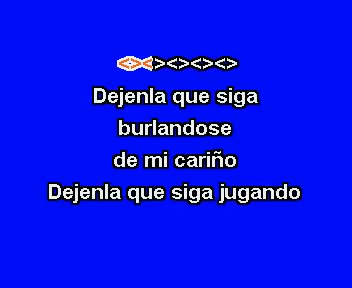 <><><><><>
Dejenla que siga
burlandose
de mi cariño
Dejenla que siga jugando